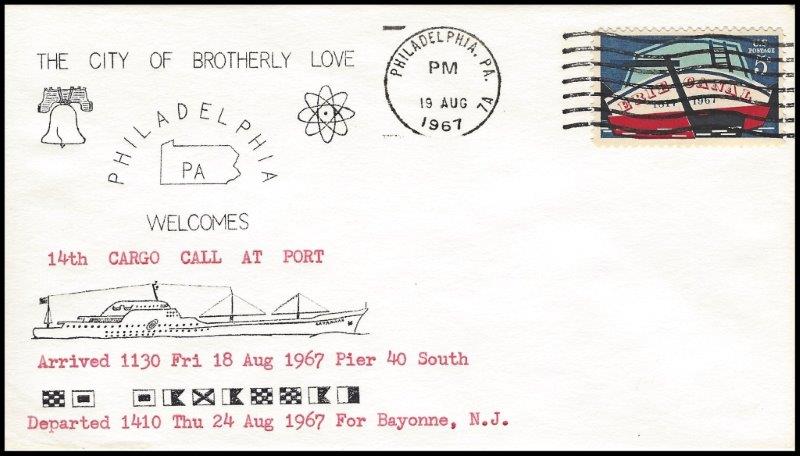 THE CITY OF BROTHERLY LOVE
PHILADELPHIA
PA
WELCOMES
14th CARGO CALL AT PORT
SAVANNAH
Arrived 1130 Fri 18 Aug 1967 Pier 40 South
Departed 1410 Thu 24 Aug 1967 For Bayonne, N.J.
PHILADELPHIA, PA. 7A
PM
19 AUG
1967
U.S.
POSTAGE
5c
ERIE CANAL
1817 1967